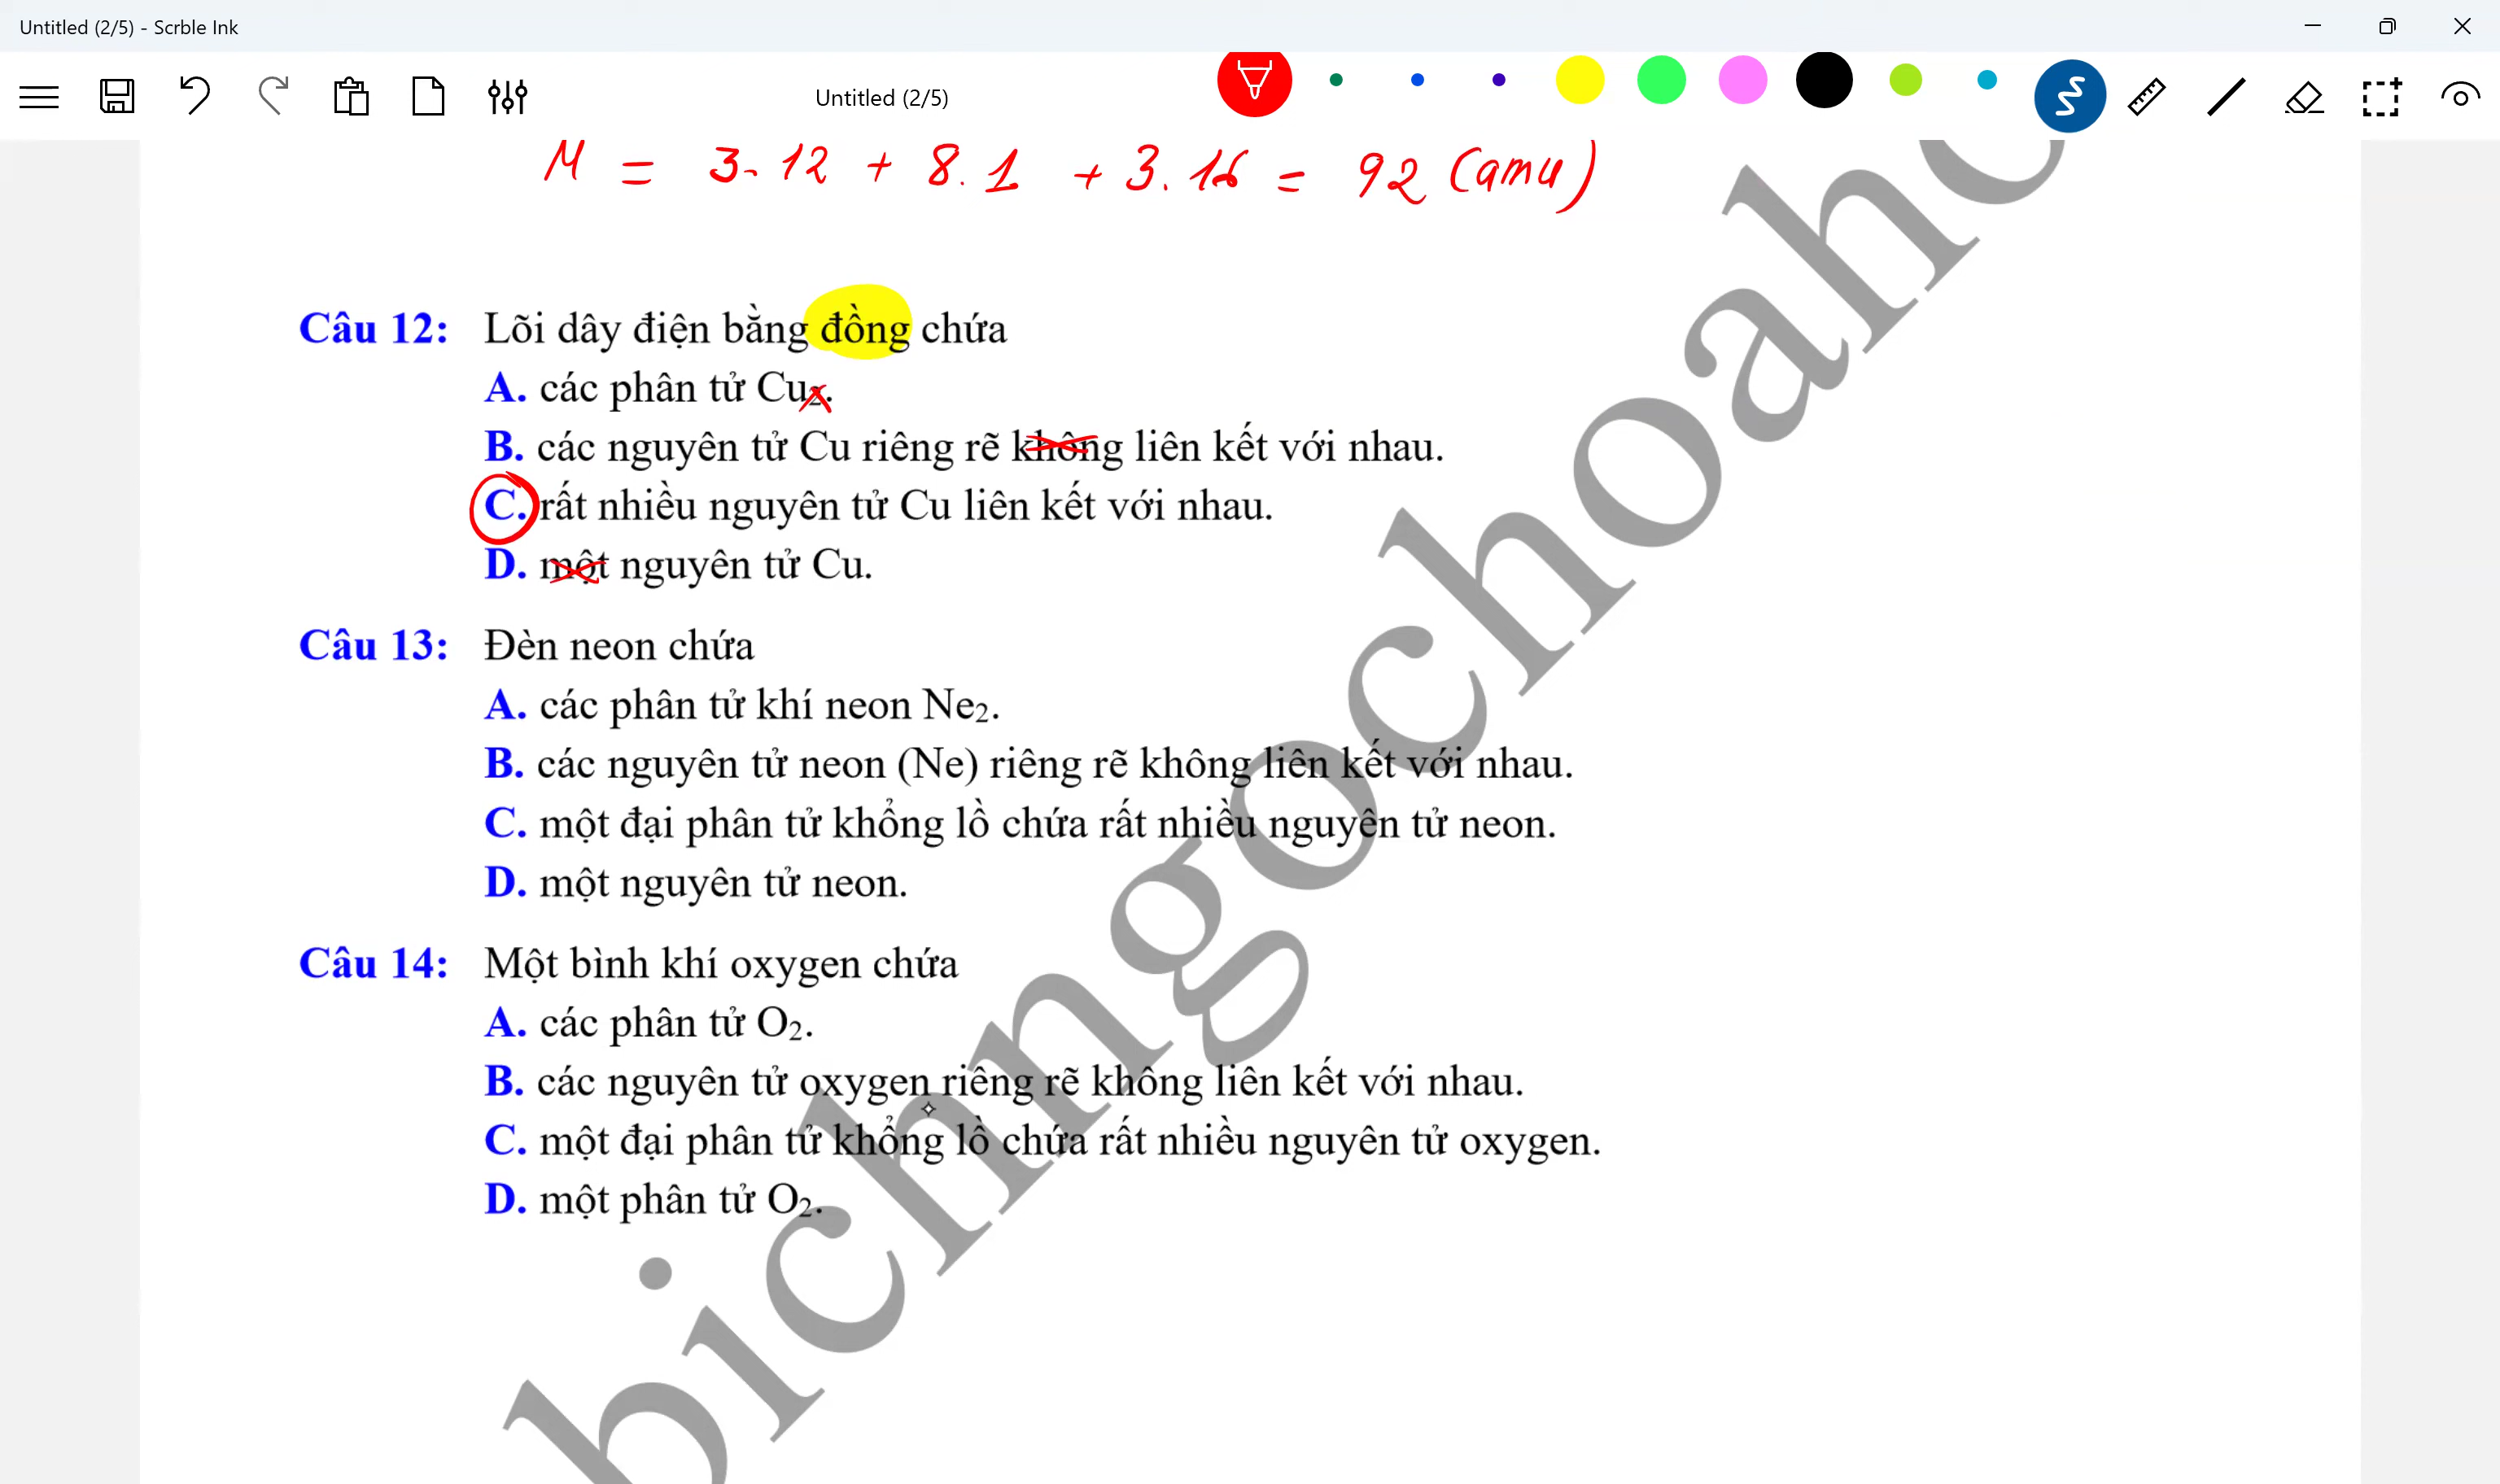 Untitled (2/5) - Scrble Ink
Untitled (2/5)
M = 3.12 + 8.1 + 3.16 = 92 (amu)
Câu 12: Lõi dây điện bằng đồng chứa
A. các phân tử Cu₂.
B. các nguyên tử Cu riêng rẽ không liên kết với nhau.
C. rất nhiều nguyên tử Cu liên kết với nhau.
D. một nguyên tử Cu.
Câu 13: Đèn neon chứa
A. các phân tử khí neon Ne₂.
B. các nguyên tử neon (Ne) riêng rẽ không liên kết với nhau.
C. một đại phân tử khổng lồ chứa rất nhiều nguyên tử neon.
D. một nguyên tử neon.
Câu 14: Một bình khí oxygen chứa
A. các phân tử O₂.
B. các nguyên tử oxygen riêng rẽ không liên kết với nhau.
C. một đại phân tử khổng lồ chứa rất nhiều nguyên tử oxygen.
D. một phân tử O₂.
bichngochoaho